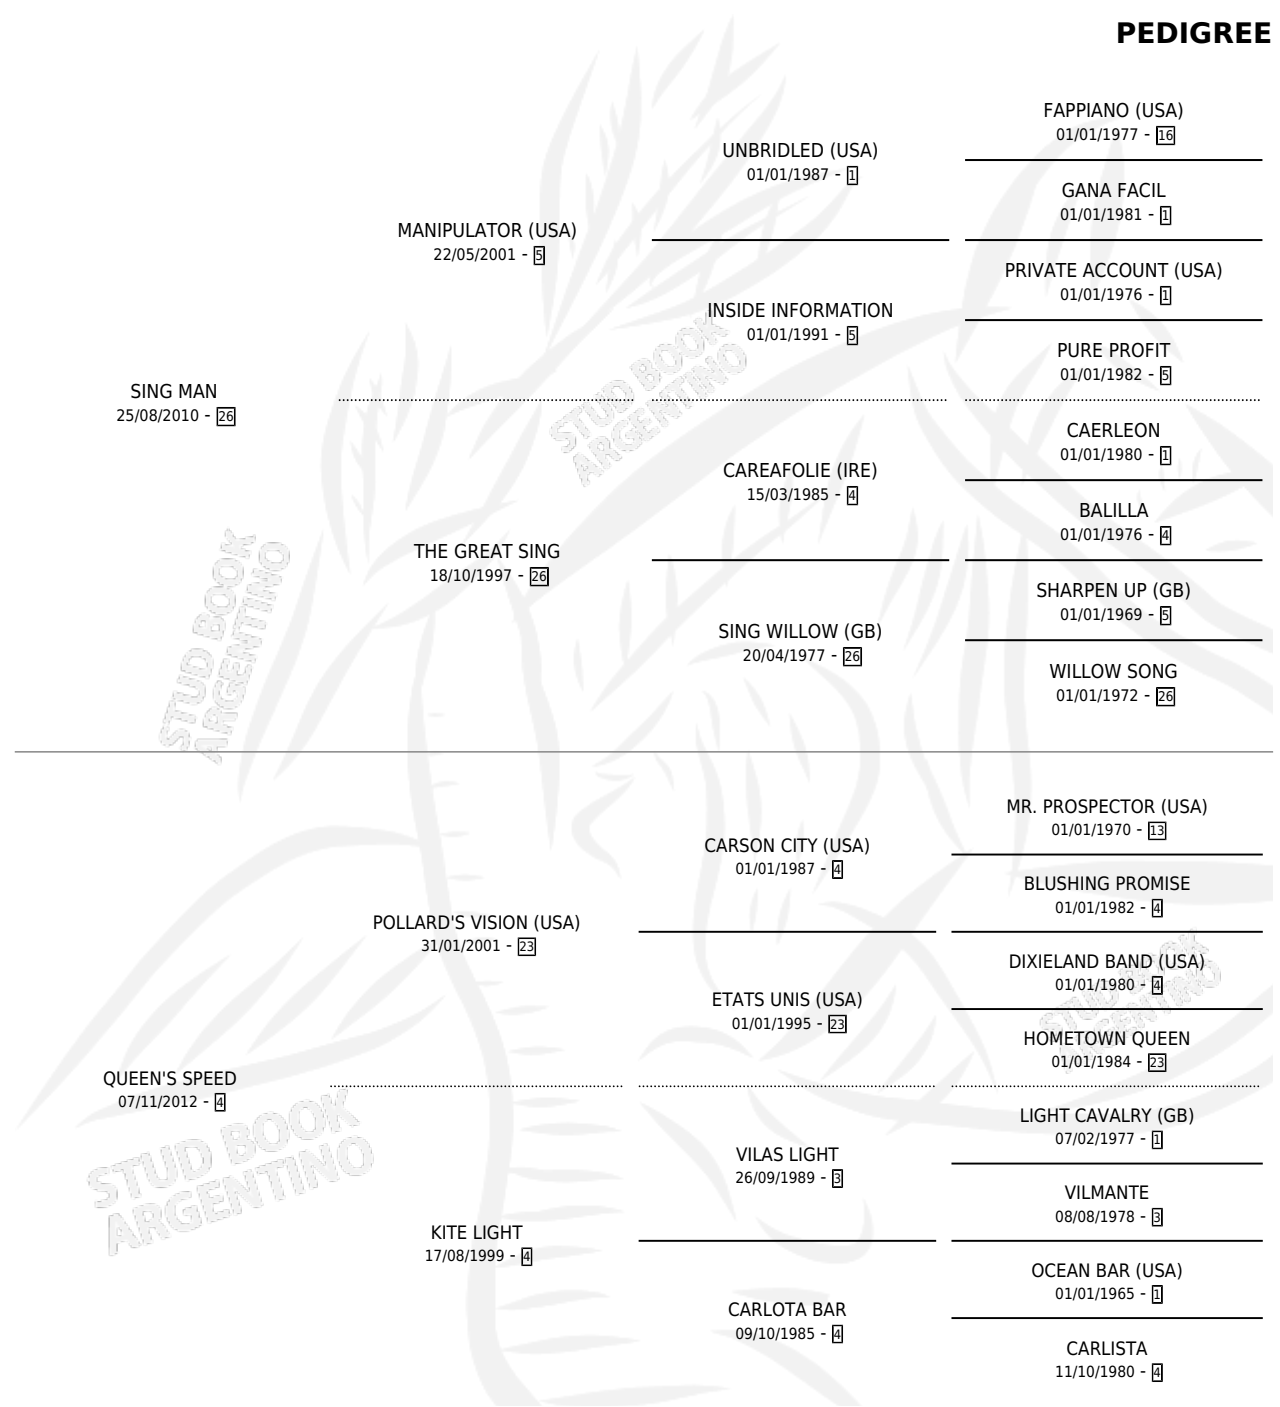 PEDIGREE
FAPPIANO (USA)
01/01/1977 - 16
UNBRIDLED (USA)
01/01/1987 - 1
GANA FACIL
01/01/1981 - 1
MANIPULATOR (USA)
22/05/2001 - 5
PRIVATE ACCOUNT (USA)
01/01/1976 - 1
INSIDE INFORMATION
01/01/1991 - 5
PURE PROFIT
01/01/1982 - 5
SING MAN
25/08/2010 - 26
STUD BOOK
ARGENTINO
CAERLEON
01/01/1980 - 1
CAREAFOLIE (IRE)
15/03/1985 - 4
BALILLA
01/01/1976 - 4
THE GREAT SING
18/10/1997 - 26
SHARPEN UP (GB)
01/01/1969 - 5
SING WILLOW (GB)
20/04/1977 - 26
WILLOW SONG
01/01/1972 - 26
STUD BOOK
ARGENTINO
MR. PROSPECTOR (USA)
01/01/1970 - 13
CARSON CITY (USA)
01/01/1987 - 4
BLUSHING PROMISE
01/01/1982 - 4
POLLARD'S VISION (USA)
31/01/2001 - 23
DIXIELAND BAND (USA)
01/01/1980 - 4
ETATS UNIS (USA)
01/01/1995 - 23
STUD BOOK
ARGENTINO
HOMETOWN QUEEN
01/01/1984 - 23
QUEEN'S SPEED
07/11/2012 - 4
STUD BOOK
ARGENTINO
LIGHT CAVALRY (GB)
07/02/1977 - 1
VILAS LIGHT
26/09/1989 - 3
VILMANTE
08/08/1978 - 3
KITE LIGHT
17/08/1999 - 4
OCEAN BAR (USA)
01/01/1965 - 1
CARLOTA BAR
09/10/1985 - 4
CARLISTA
11/10/1980 - 4